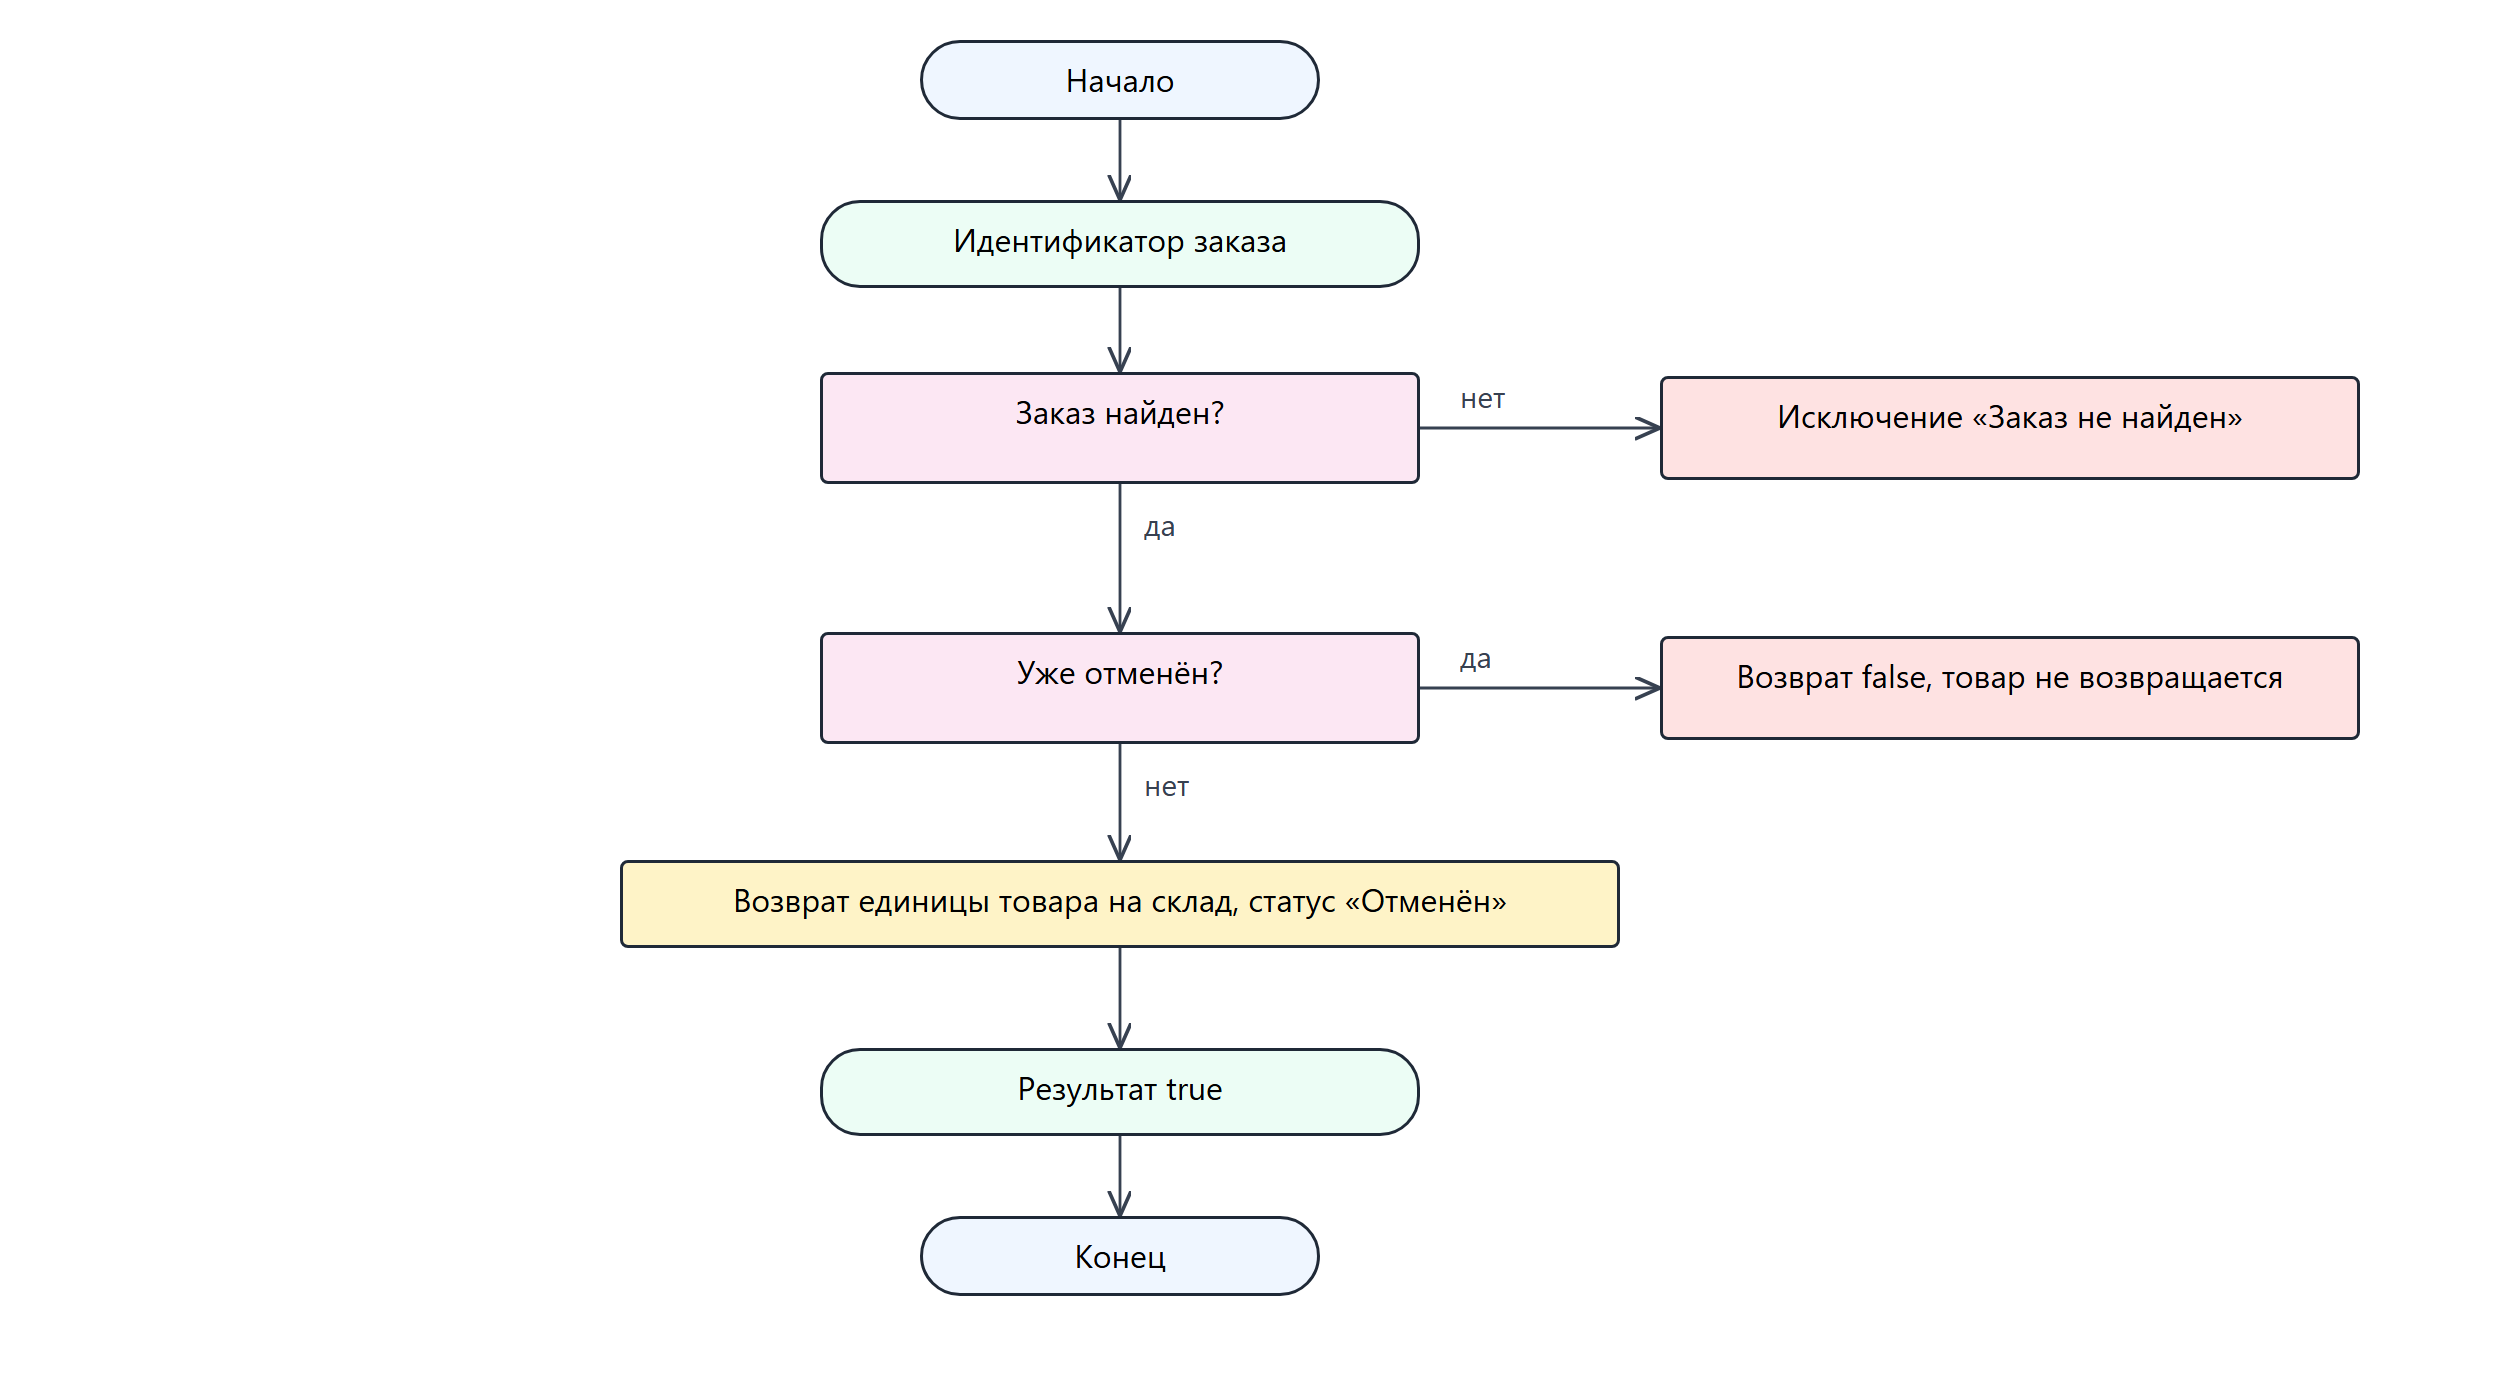 Начало
Идентификатор заказа
Заказ найден?
нет
Исключение «Заказ не найден»
да
Уже отменён?
да
Возврат false, товар не возвращается
нет
Возврат единицы товара на склад, статус «Отменён»
Результат true
Конец